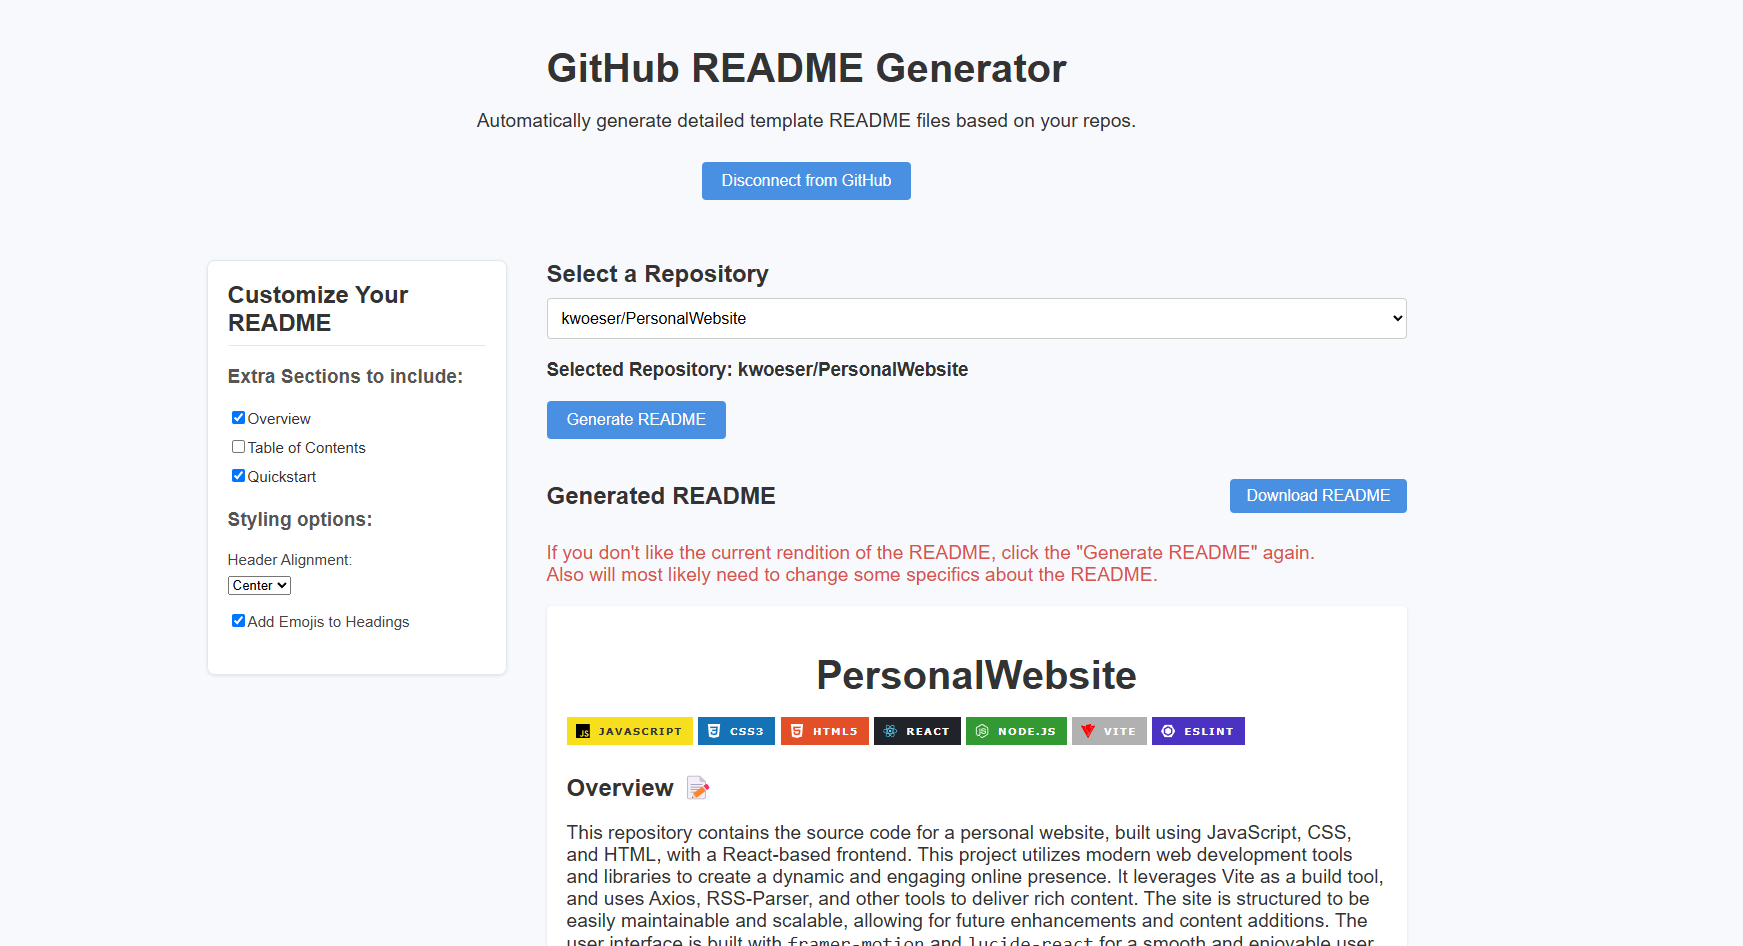 GitHub README Generator
Automatically generate detailed template README files based on your repos.
Disconnect from GitHub
Customize Your
README
Extra Sections to include:
Overview
Table of Contents
Quickstart
Styling options:
Header Alignment:
Center
Add Emojis to Headings
Select a Repository
kwoeser/PersonalWebsite
Selected Repository: kwoeser/PersonalWebsite
Generate README
Generated README
Download README
If you don't like the current rendition of the README, click the "Generate README" again.
Also will most likely need to change some specifics about the README.
PersonalWebsite
JS JAVASCRIPT CSS3 HTML5 REACT NODE.JS VITE ESLINT
Overview
This repository contains the source code for a personal website, built using JavaScript, CSS,
and HTML, with a React-based frontend. This project utilizes modern web development tools
and libraries to create a dynamic and engaging online presence. It leverages Vite as a build tool,
and uses Axios, RSS-Parser, and other tools to deliver rich content. The site is structured to be
easily maintainable and scalable, allowing for future enhancements and content additions. The
user interface is built with framer-motion and lucide-react for a smooth and enjoyable user